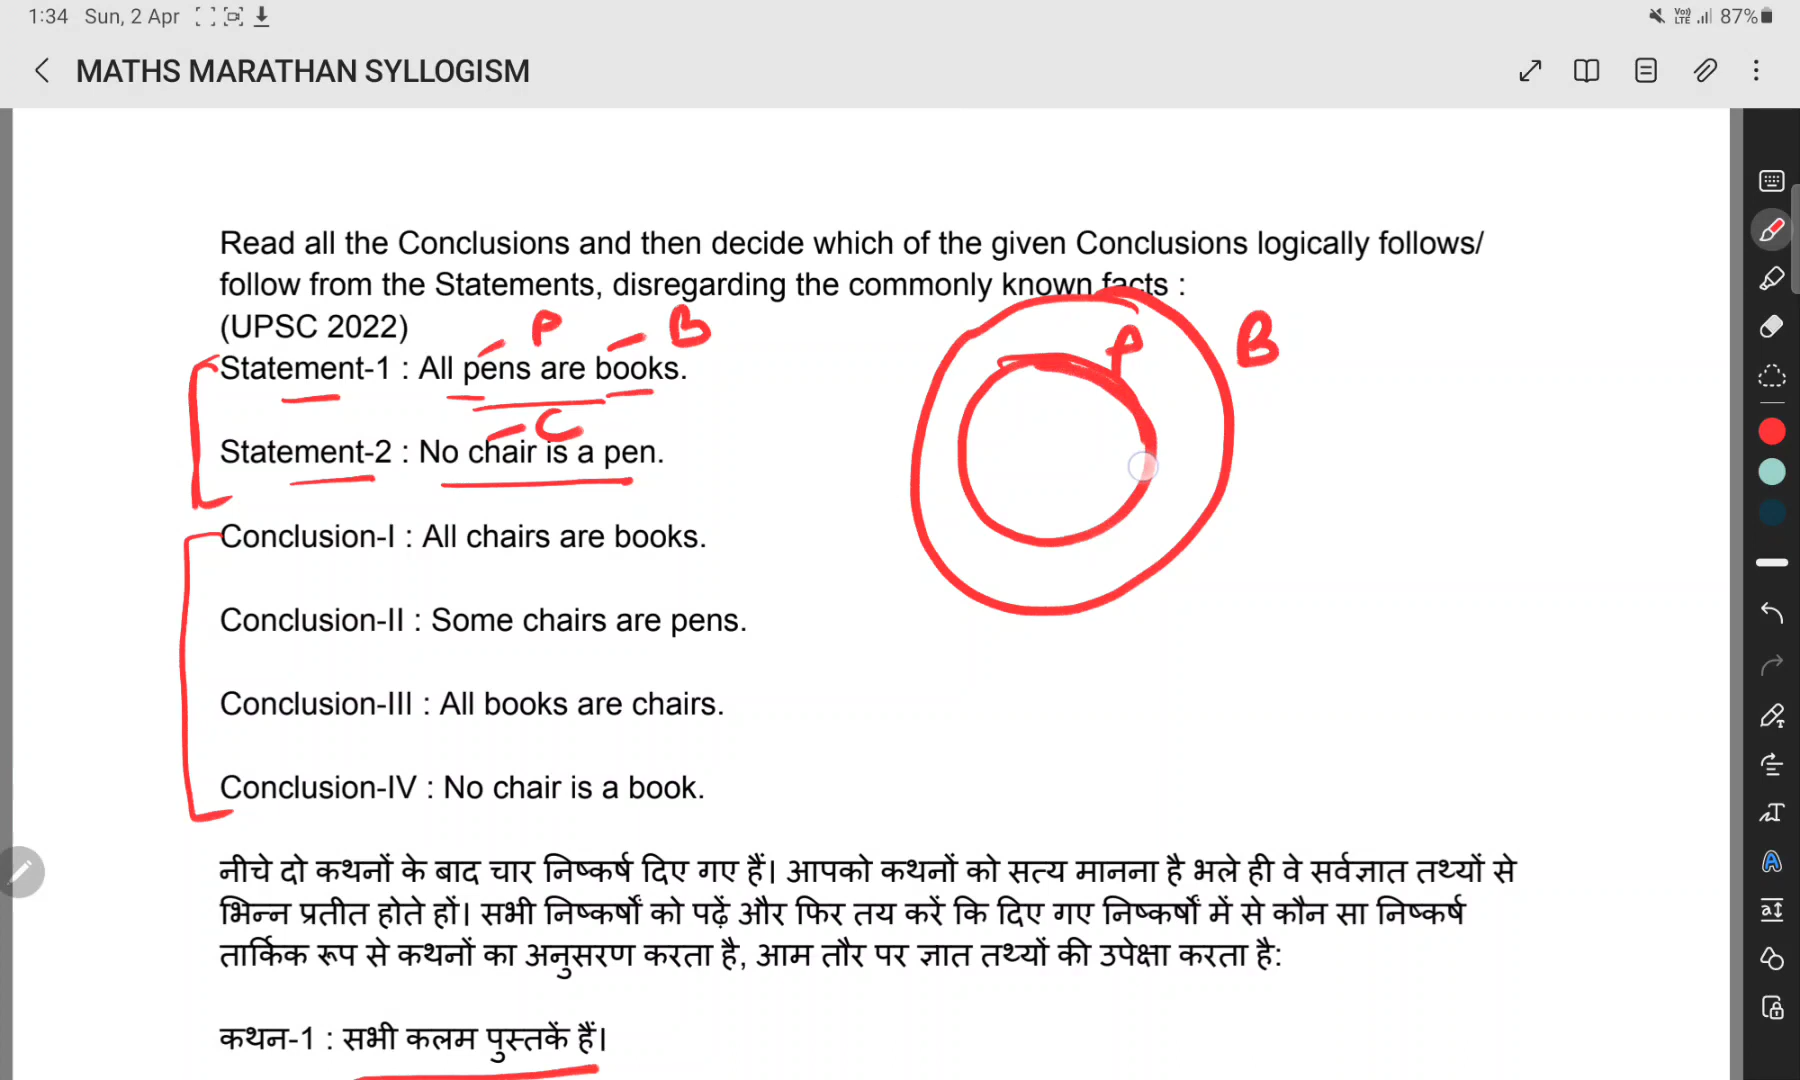 1:34 Sun, 2 Apr
Vo)) LTE 87%
MATHS MARATHAN SYLLOGISM
Read all the Conclusions and then decide which of the given Conclusions logically follows/
follow from the Statements, disregarding the commonly known facts :
(UPSC 2022)
P B
Statement-1 : All pens are books.
C
Statement-2 : No chair is a pen.
P B
Conclusion-I : All chairs are books.
Conclusion-II : Some chairs are pens.
Conclusion-III : All books are chairs.
Conclusion-IV : No chair is a book.
नीचे दो कथनों के बाद चार निष्कर्ष दिए गए हैं। आपको कथनों को सत्य मानना है भले ही वे सर्वज्ञात तथ्यों से
भिन्न प्रतीत होते हों। सभी निष्कर्षों को पढ़ें और फिर तय करें कि दिए गए निष्कर्षों में से कौन सा निष्कर्ष
तार्किक रूप से कथनों का अनुसरण करता है, आम तौर पर ज्ञात तथ्यों की उपेक्षा करता है:
कथन-1 : सभी कलम पुस्तकें हैं।